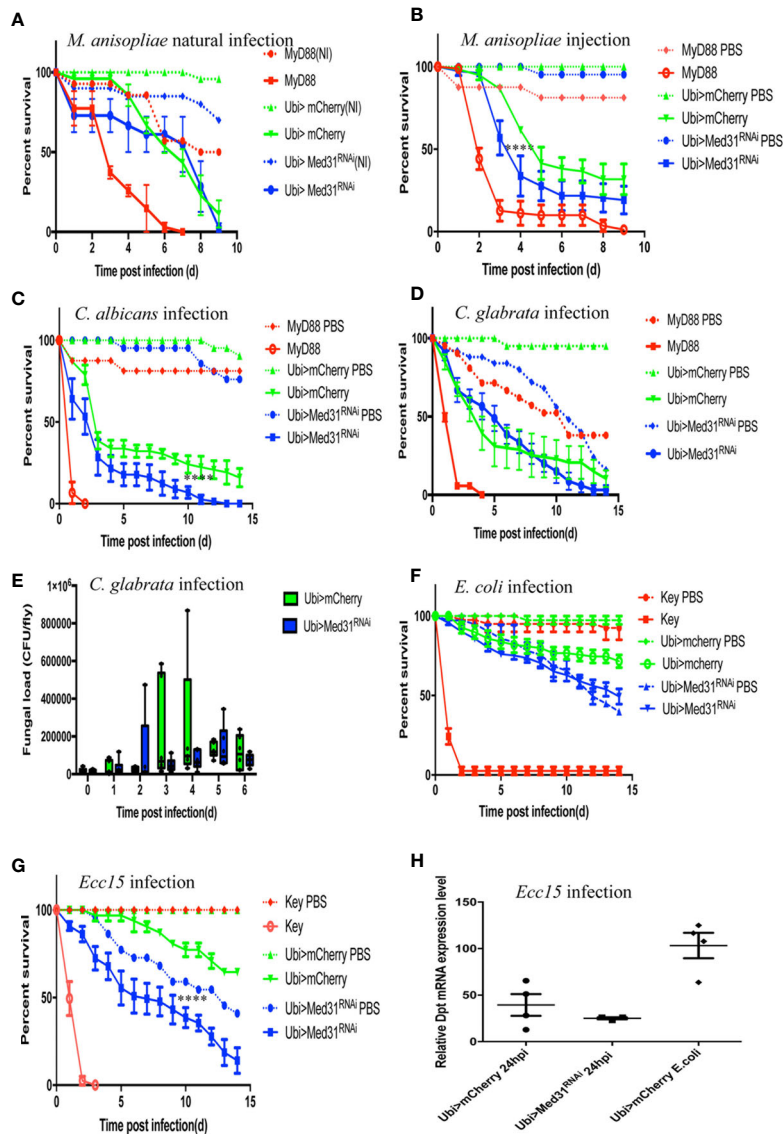 A
M. anisopliae natural infection
Percent survival
100
50
0
0 2 4 6 8 10
Time post infection (d)
MyD88(NI)
MyD88
Ubi> mCherry(NI)
Ubi> mCherry
Ubi> Med31RNAi(NI)
Ubi> Med31RNAi
B
M. anisopliae injection
Percent survival
100
50
0
0 2 4 6 8 10
Time post infection (d)
****
MyD88 PBS
MyD88
Ubi>mCherry PBS
Ubi>mCherry
Ubi>Med31RNAi PBS
Ubi>Med31RNAi
C
C. albicans infection
Percent survival
100
50
0
0 5 10 15
Time post infection (d)
****
MyD88 PBS
MyD88
Ubi>mCherry PBS
Ubi>mCherry
Ubi>Med31RNAi PBS
Ubi>Med31RNAi
D
C. glabrata infection
Percent survival
100
50
0
0 5 10 15
Time post infection (d)
MyD88 PBS
MyD88
Ubi>mCherry PBS
Ubi>mCherry
Ubi>Med31RNAi PBS
Ubi>Med31RNAi
E
C. glabrata infection
Fungal load (CFU/fly)
1×10⁶
800000
600000
400000
200000
0
0 1 2 3 4 5 6
Time post infection(d)
Ubi>mCherry
Ubi>Med31RNAi
F
E. coli infection
Percent survival
100
50
0
0 5 10 15
Time post infection(d)
Key PBS
Key
Ubi>mcherry PBS
Ubi>mcherry
Ubi>Med31RNAi PBS
Ubi>Med31RNAi
G
Ecc15 infection
Percent survival
100
50
0
0 5 10 15
Time post infection(d)
****
Key PBS
Key
Ubi>mCherry PBS
Ubi>mCherry
Ubi>Med31RNAi PBS
Ubi>Med31RNAi
H
Ecc15 infection
Relative Dpt mRNA expression level
150
100
50
0
Ubi>mCherry 24hpi
Ubi>Med31RNAi 24hpi
Ubi>mCherry E.coli